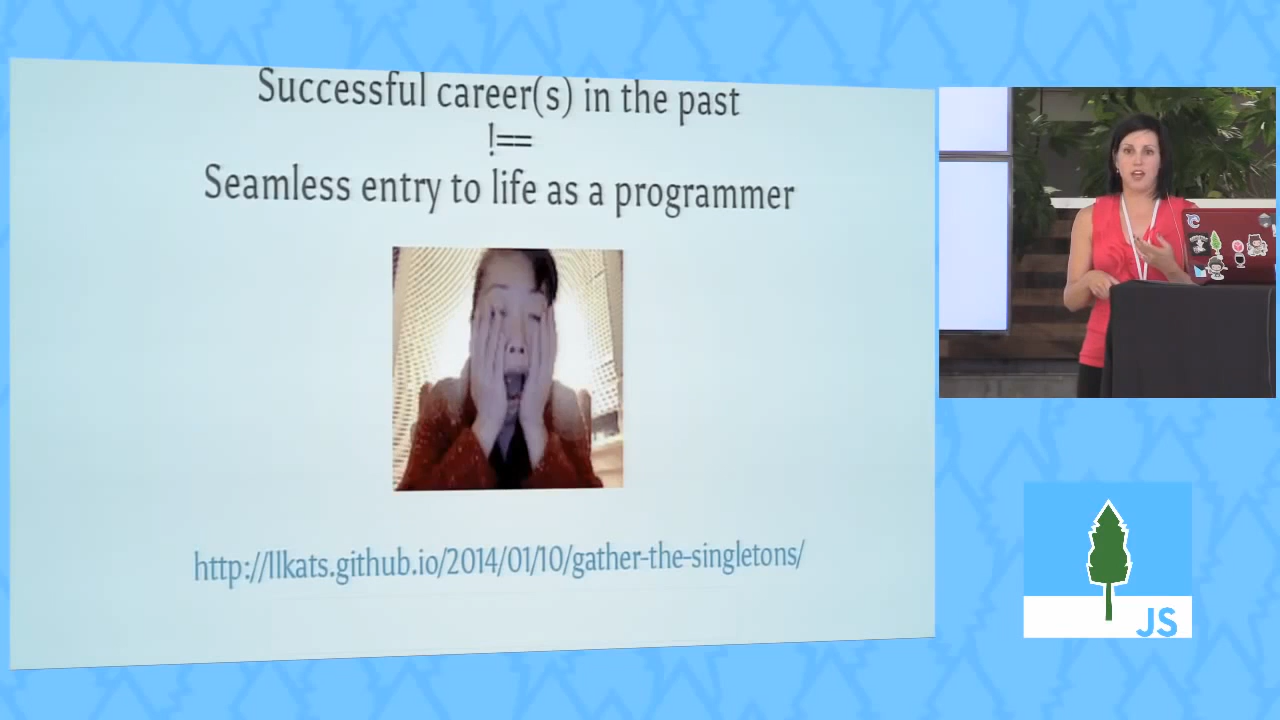 Successful career(s) in the past
!==
Seamless entry to life as a programmer
http://llkats.github.io/2014/01/10/gather-the-singletons/
JS